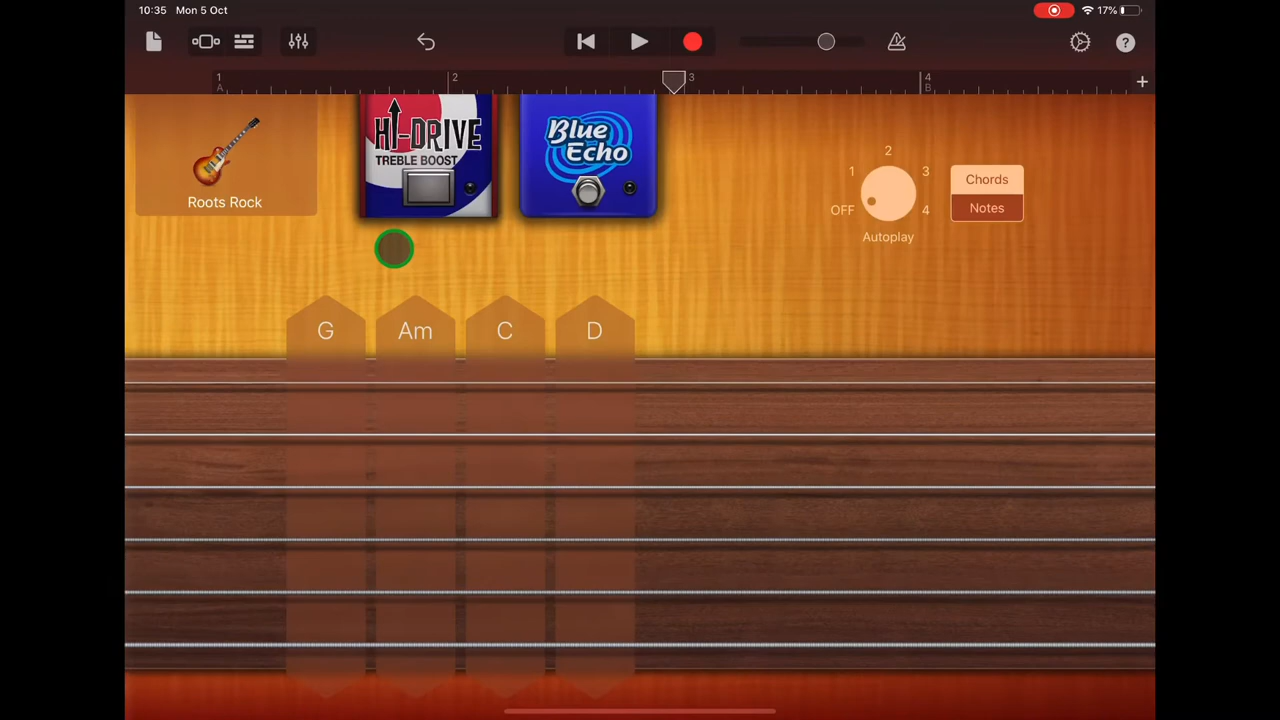 10:35 Mon 5 Oct
17%
1 2 3 4
A B
HI-DRIVE
TREBLE BOOST
Blue
Echo
Roots Rock
2
1 3
OFF 4
Autoplay
Chords
Notes
G Am C D